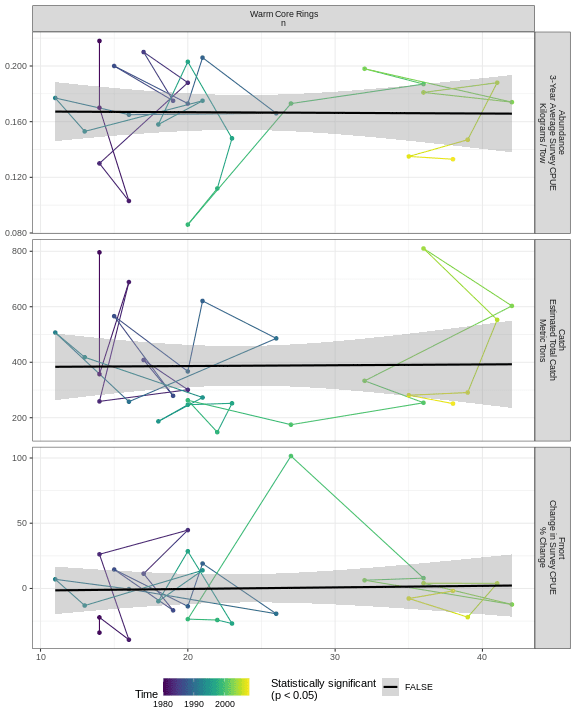 Warm Core Rings
n
0.200
0.160
0.120
0.080
Abundance
3-Year Average Survey CPUE
Kilograms / Tow
800
600
400
200
Catch
Estimated Total Catch
Metric Tons
100
50
0
Fmort
Change in Survey CPUE
% Change
10
20
30
40
Time
1980
1990
2000
Statistically significant
(p < 0.05)
FALSE